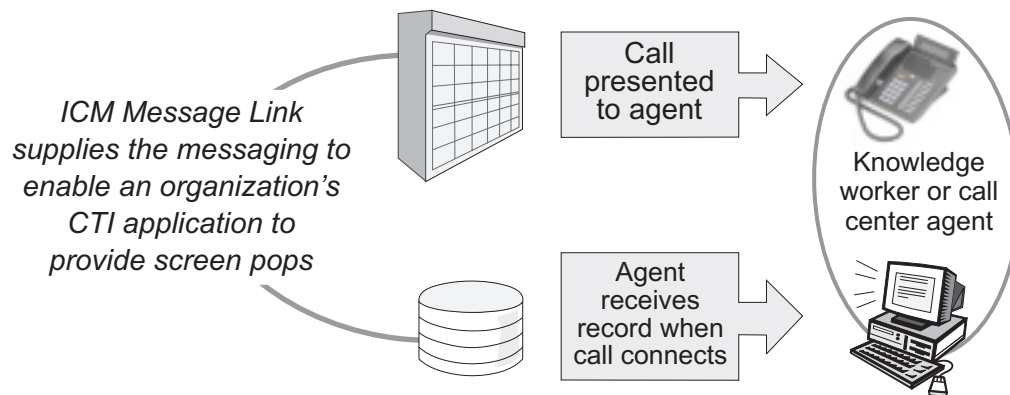 ICM Message Link
supplies the messaging to
enable an organization’s
CTI application to
provide screen pops
Call
presented
to agent
Knowledge
worker or call
center agent
Agent
receives
record when
call connects